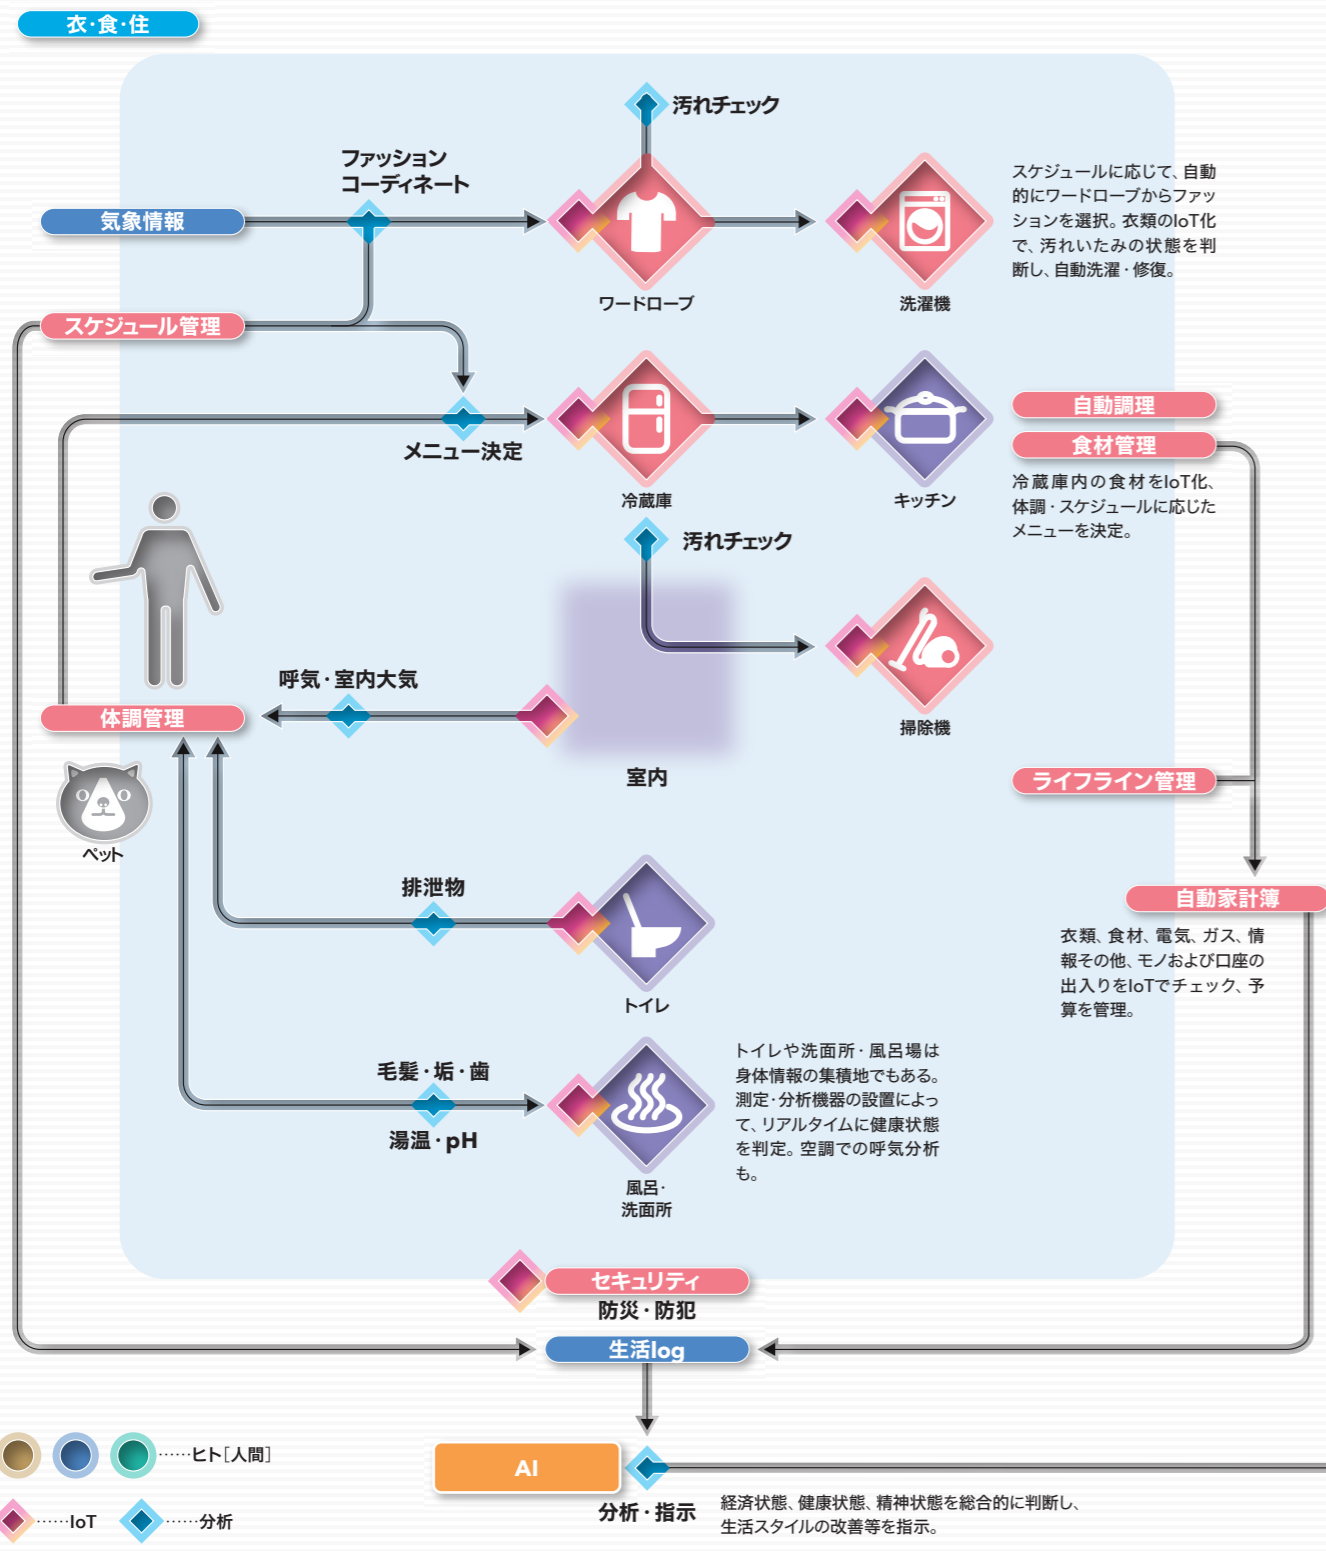 衣・食・住
汚れチェック
ファッション
コーディネート
気象情報
ワードローブ
洗濯機
スケジュールに応じて、自動
的にワードローブからファッ
ションを選択。衣類のIoT化
で、汚れいたみの状態を判
断し、自動洗濯・修復。
スケジュール管理
メニュー決定
冷蔵庫
キッチン
自動調理
食材管理
冷蔵庫内の食材をIoT化、
体調・スケジュールに応じた
メニューを決定。
汚れチェック
掃除機
呼気・室内大気
体調管理
室内
ペット
ライフライン管理
自動家計簿
衣類、食材、電気、ガス、情
報その他、モノおよび口座の
出入りをIoTでチェック、予
算を管理。
排泄物
トイレ
毛髪・垢・歯
湯温・pH
風呂・
洗面所
トイレや洗面所・風呂場は
身体情報の集積地でもある。
測定・分析機器の設置によっ
て、リアルタイムに健康状態
を判定。空調での呼気分析
も。
セキュリティ
防災・防犯
生活log
……ヒト［人間］
……IoT
……分析
AI
分析・指示
経済状態、健康状態、精神状態を総合的に判断し、
生活スタイルの改善等を指示。